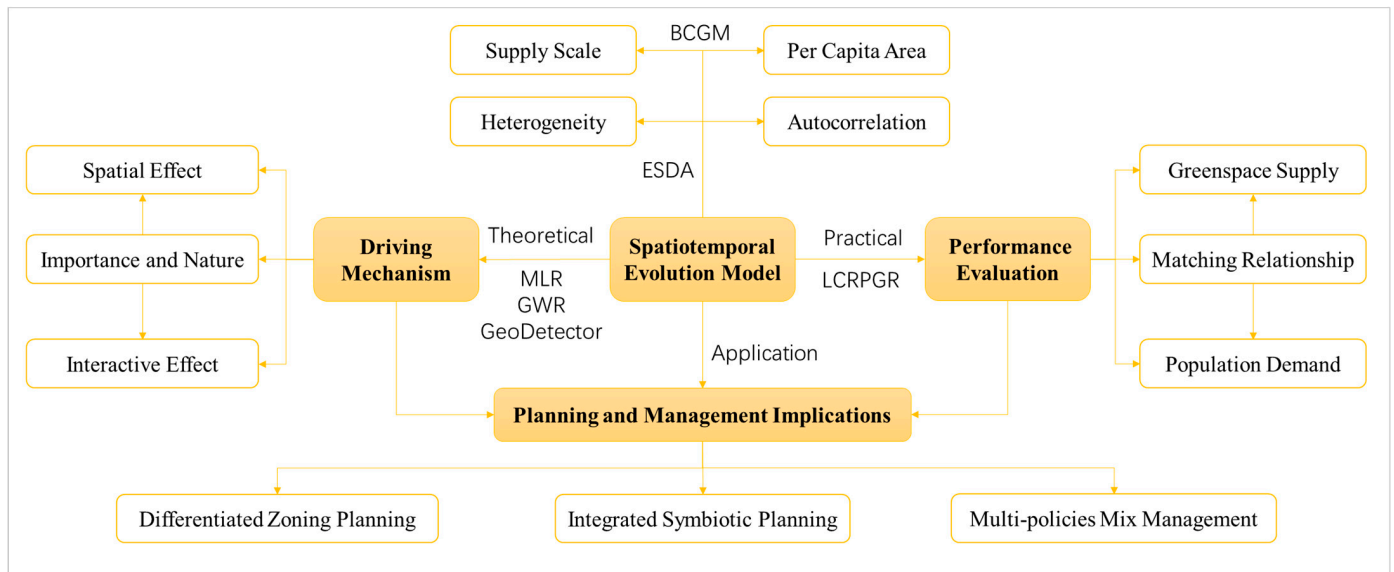 BCGM
Supply Scale
Per Capita Area
Heterogeneity
Autocorrelation
ESDA
Spatial Effect
Importance and Nature
Interactive Effect
Driving
Mechanism
Theoretical
MLR
GWR
GeoDetector
Spatiotemporal
Evolution Model
Practical
LCRPGR
Performance
Evaluation
Greenspace Supply
Matching Relationship
Population Demand
Application
Planning and Management Implications
Differentiated Zoning Planning
Integrated Symbiotic Planning
Multi-policies Mix Management